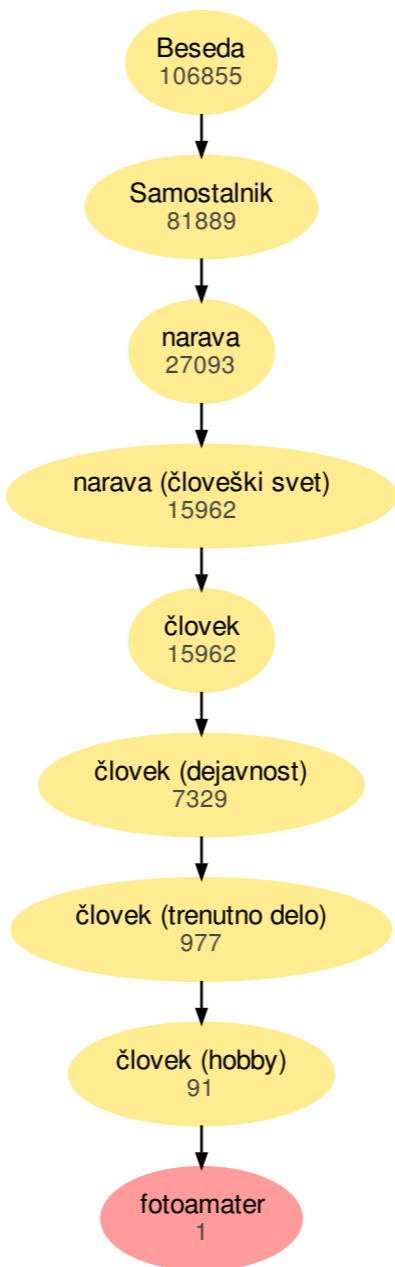 Beseda
106855
Samostalnik
81889
narava
27093
narava (človeški svet)
15962
človek
15962
človek (dejavnost)
7329
človek (trenutno delo)
977
človek (hobby)
91
fotoamater
1